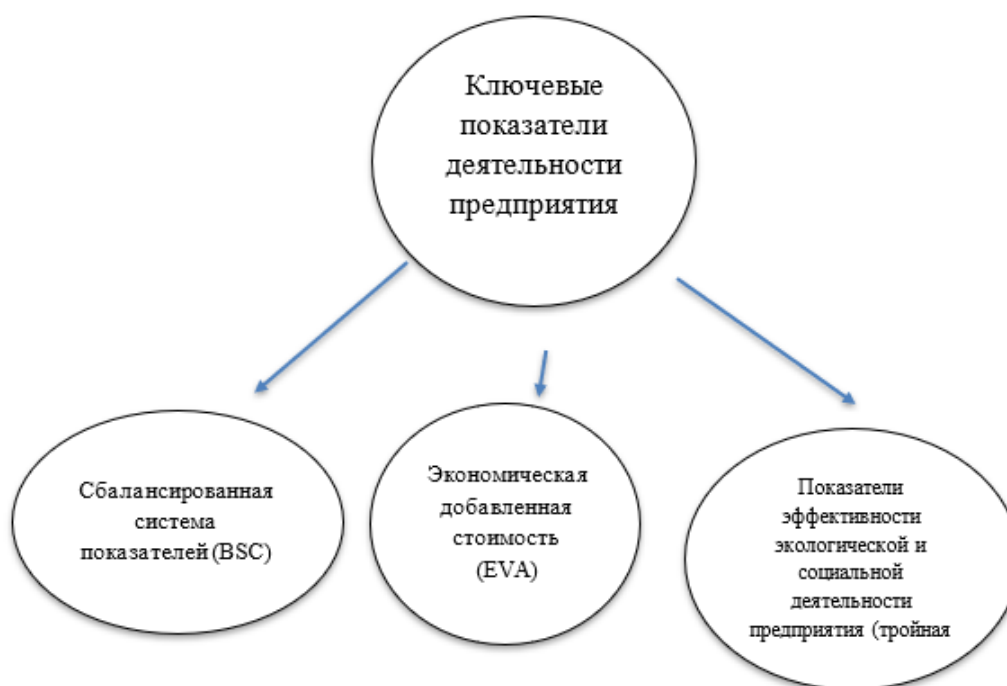 Ключевые
показатели
деятельности
предприятия
Сбалансированная
система
показателей (BSC)
Экономическая
добавленная
стоимость
(EVA)
Показатели
эффективности
экологической и
социальной
деятельности
предприятия (тройная